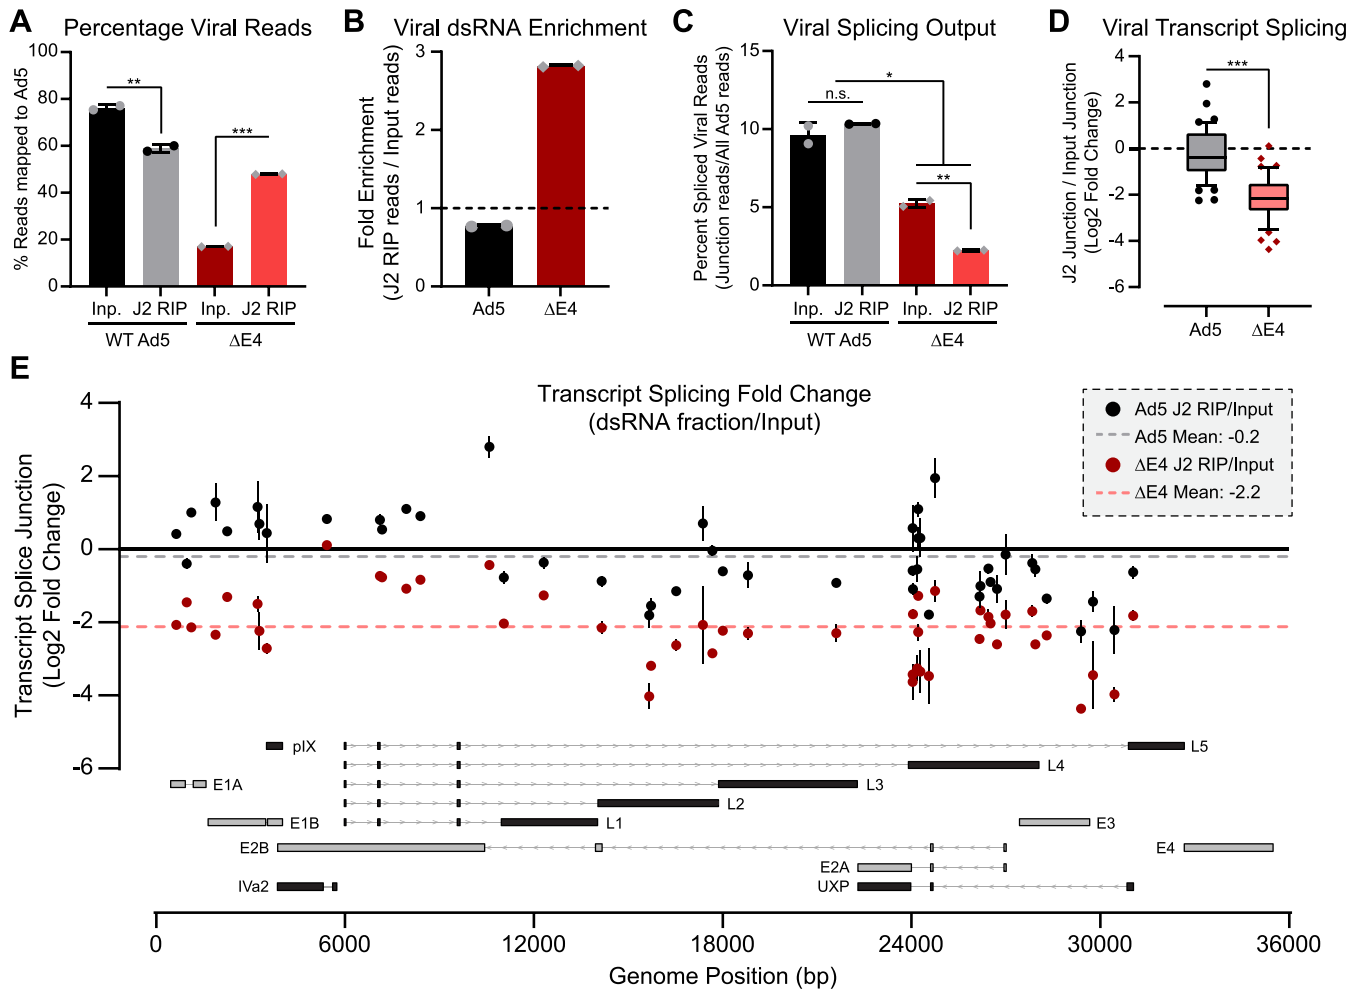 A Percentage Viral Reads
% Reads mapped to Ad5
100
80
60
40
20
0
**
***
Inp. J2 RIP Inp. J2 RIP
WT Ad5 ΔE4
B Viral dsRNA Enrichment
Fold Enrichment
(J2 RIP reads / Input reads)
3
2
1
0
Ad5 ΔE4
C Viral Splicing Output
Percent Spliced Viral Reads
(Junction reads/All Ad5 reads)
15
10
5
0
n.s.
*
**
Inp. J2 RIP Inp. J2 RIP
WT Ad5 ΔE4
D Viral Transcript Splicing
J2 Junction / Input Junction
(Log2 Fold Change)
4
2
0
-2
-4
-6
***
Ad5 ΔE4
E
Transcript Splicing Fold Change
(dsRNA fraction/Input)
Transcript Splice Junction
(Log2 Fold Change)
4
2
0
-2
-4
-6
Ad5 J2 RIP/Input
Ad5 Mean: -0.2
ΔE4 J2 RIP/Input
ΔE4 Mean: -2.2
pIX
L5
L4
E1A
L3
L2
E1B
L1
E3
E2B
E4
E2A
IVa2
UXP
0 6000 12000 18000 24000 30000 36000
Genome Position (bp)